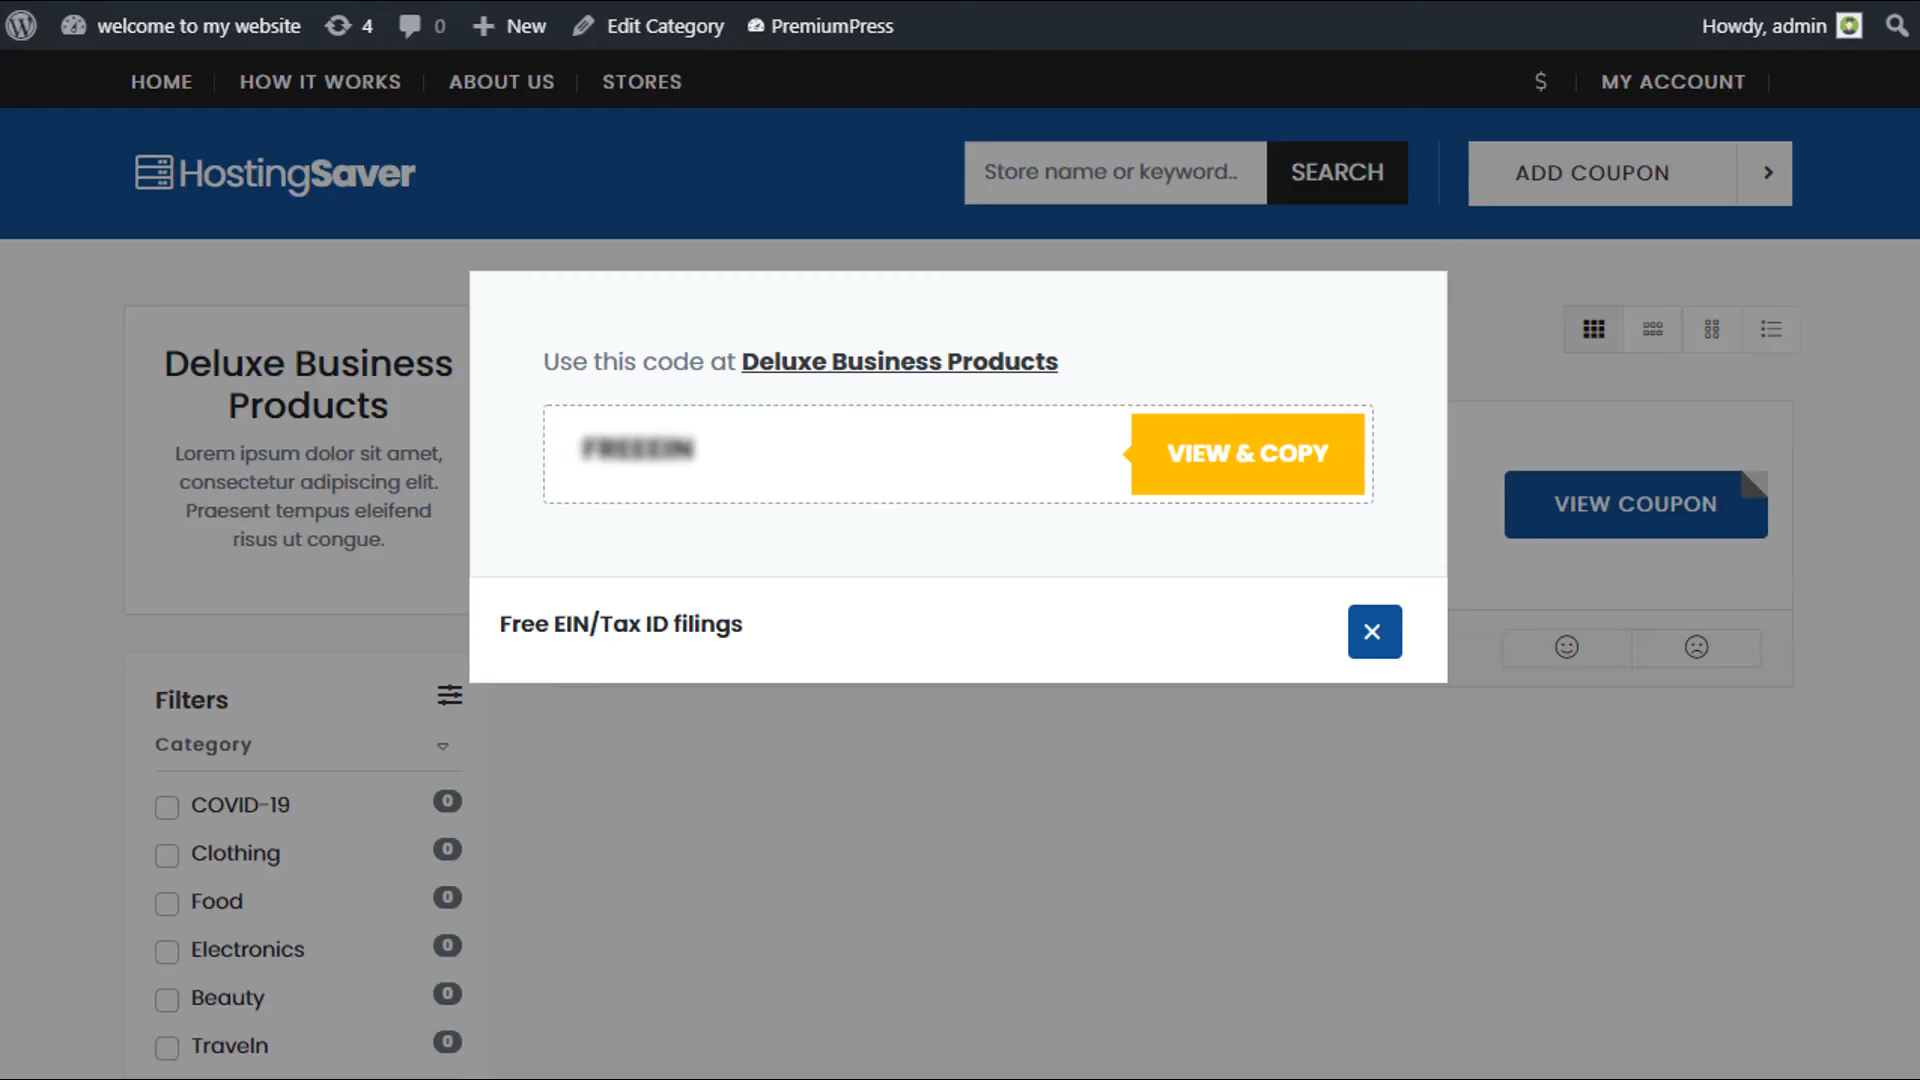 welcome to my website 4 0 New Edit Category PremiumPress Howdy, admin
HOME HOW IT WORKS ABOUT US STORES $ MY ACCOUNT
HostingSaver Store name or keyword.. SEARCH ADD COUPON
Use this code at Deluxe Business Products
FREEEIN VIEW & COPY
Free EIN/Tax ID filings
Deluxe Business
Products
Lorem ipsum dolor sit amet,
consectetur adipiscing elit.
Praesent tempus eleifend
risus ut congue.
VIEW COUPON
Filters
Category
COVID-19 0
Clothing 0
Food 0
Electronics 0
Beauty 0
Traveln 0